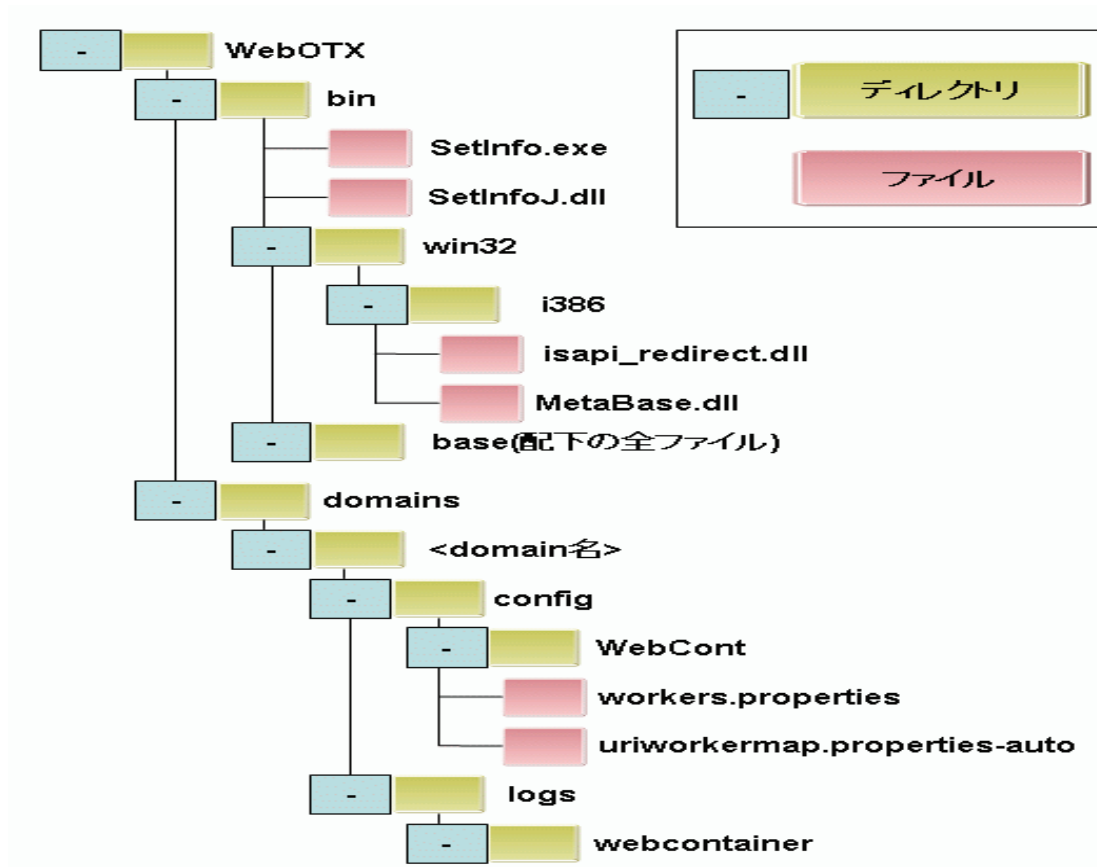 WebOTX
bin
SetInfo.exe
SetInfoJ.dll
win32
i386
isapi_redirect.dll
MetaBase.dll
base(配下の全ファイル)
domains
<domain名>
config
WebCont
workers.properties
uriworkermap.properties-auto
logs
webcontainer
ディレクトリ
ファイル